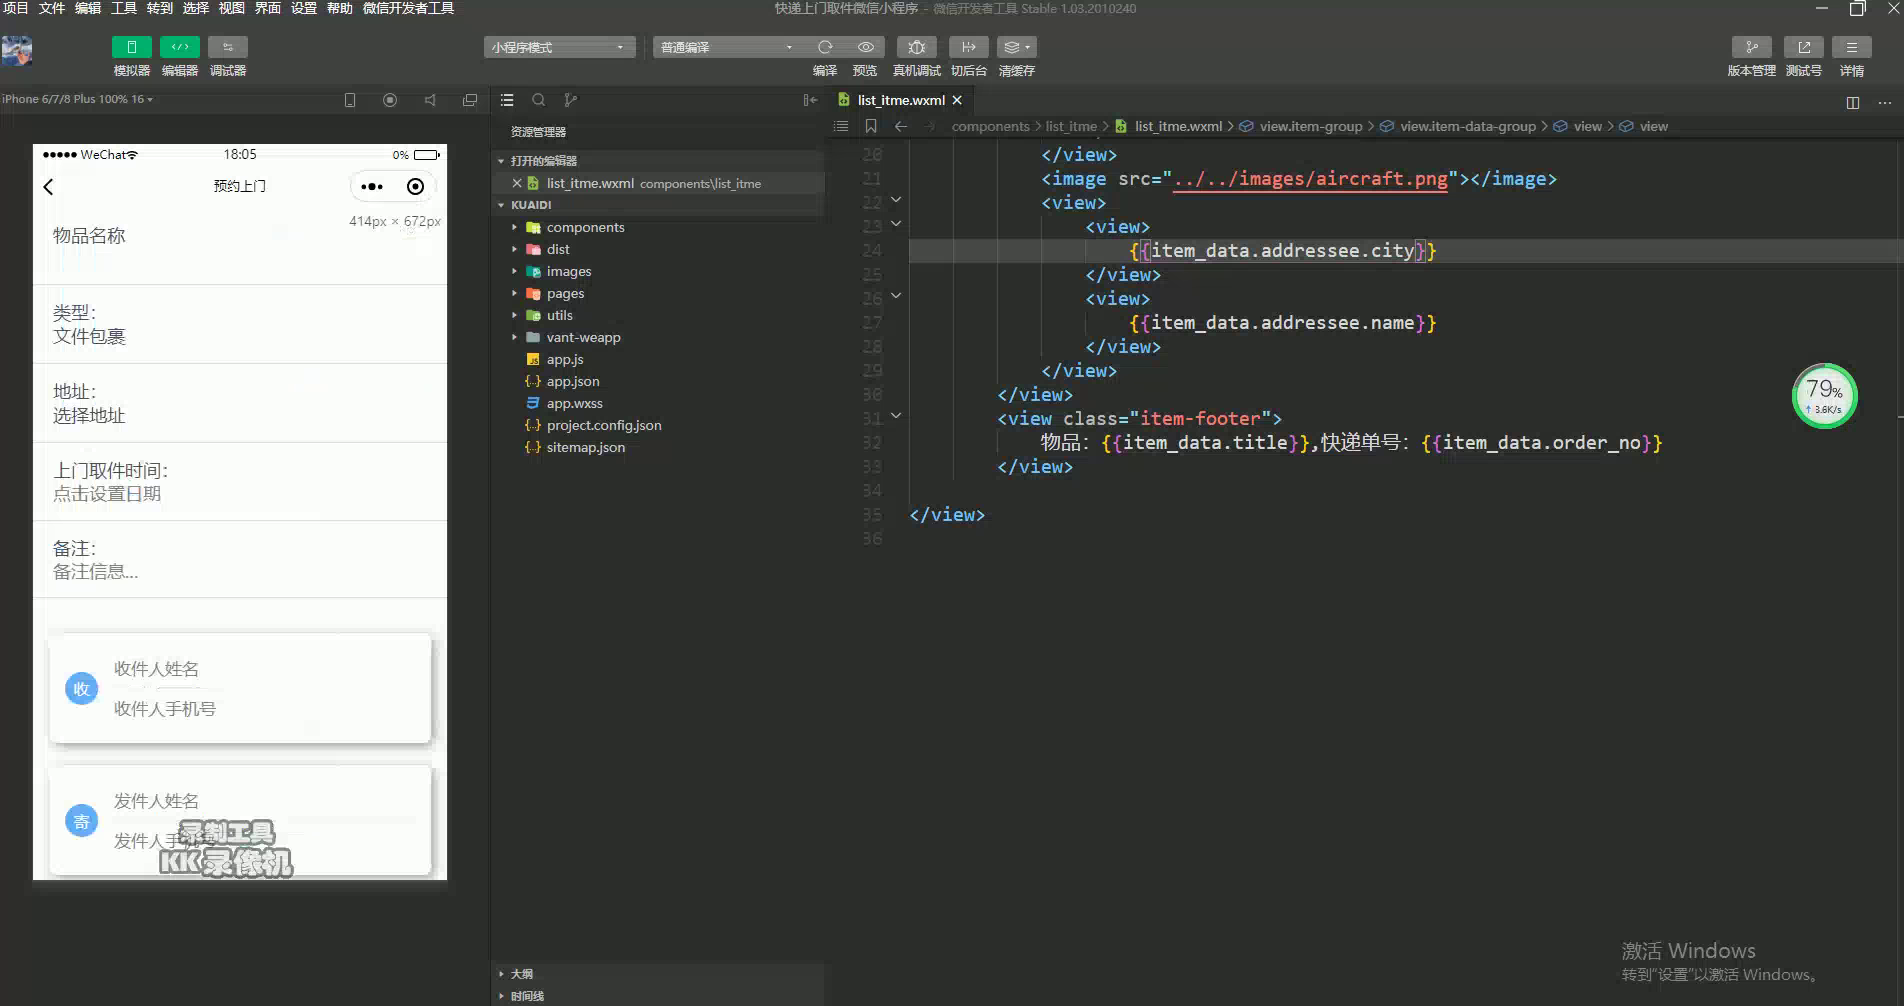 项目 文件 编辑 工具 转到 选择 视图 界面 设置 帮助 微信开发者工具
快递上门取件微信小程序 - 微信开发者工具 Stable 1.03.2010240
模拟器 编辑器 调试器
小程序模式
普通编译
编译 预览 真机调试 切后台 清缓存
版本管理 测试号 详情
iPhone 6/7/8 Plus 100% 16
WeChat
18:05
0%
预约上门
414px × 672px
物品名称
类型:
文件包裹
地址:
选择地址
上门取件时间:
点击设置日期
备注:
备注信息...
收
收件人姓名
收件人手机号
寄
发件人姓名
发件人手机号
录制工具
KK录像机
资源管理器
打开的编辑器
list_itme.wxml components\list_itme
KUAIDI
components
dist
images
pages
utils
vant-weapp
app.js
app.json
app.wxss
project.config.json
sitemap.json
大纲
时间线
list_itme.wxml
components > list_itme > list_itme.wxml > view.item-group > view.item-data-group > view > view
20 </view>
21 <image src="../../images/aircraft.png"></image>
22 <view>
23 <view>
24 {{item_data.addressee.city}}
25 </view>
26 <view>
27 {{item_data.addressee.name}}
28 </view>
29 </view>
30 </view>
31 <view class="item-footer">
32 物品: {{item_data.title}},快递单号: {{item_data.order_no}}
33 </view>
34
35 </view>
36
79%
3.6K/s
激活 Windows
转到"设置"以激活 Windows。